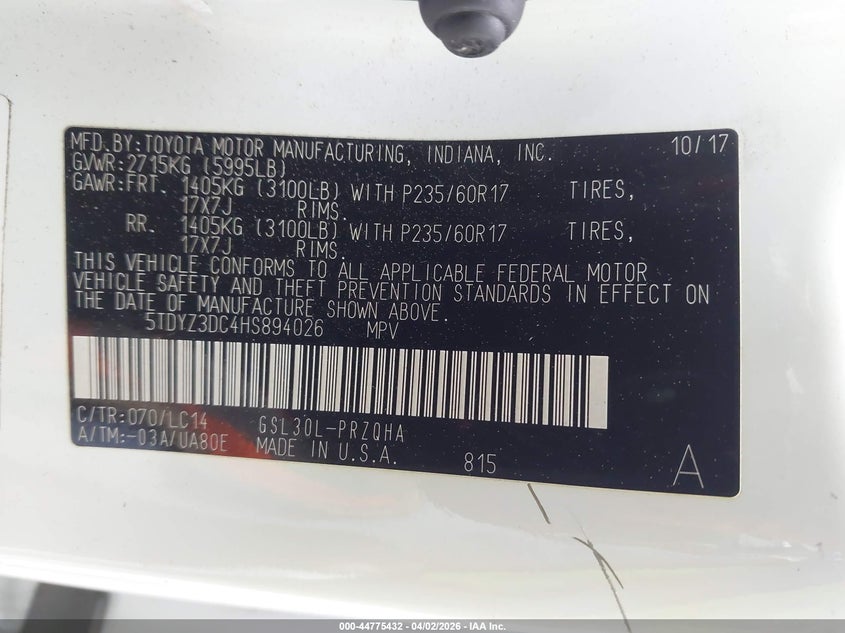 MFD.BY:TOYOTA MOTOR MANUFACTURING, INDIANA, INC. 10/17
GVWR:2715KG (5995LB)
GAWR:FRT. 1405KG (3100LB) WITH P235/60R17 TIRES,
17X7J RIMS.
RR. 1405KG (3100LB) WITH P235/60R17 TIRES,
17X7J RIMS.
THIS VEHICLE CONFORMS TO ALL APPLICABLE FEDERAL MOTOR
VEHICLE SAFETY AND THEFT PREVENTION STANDARDS IN EFFECT ON
THE DATE OF MANUFACTURE SHOWN ABOVE.
5TDYZ3DC4HS894026 MPV
C/TR:070/LC14 GSL30L-PRZQHA
A/TM:-03A/UA80E MADE IN U.S.A. 815 A
000-44775432 - 04/02/2026 - IAA Inc.